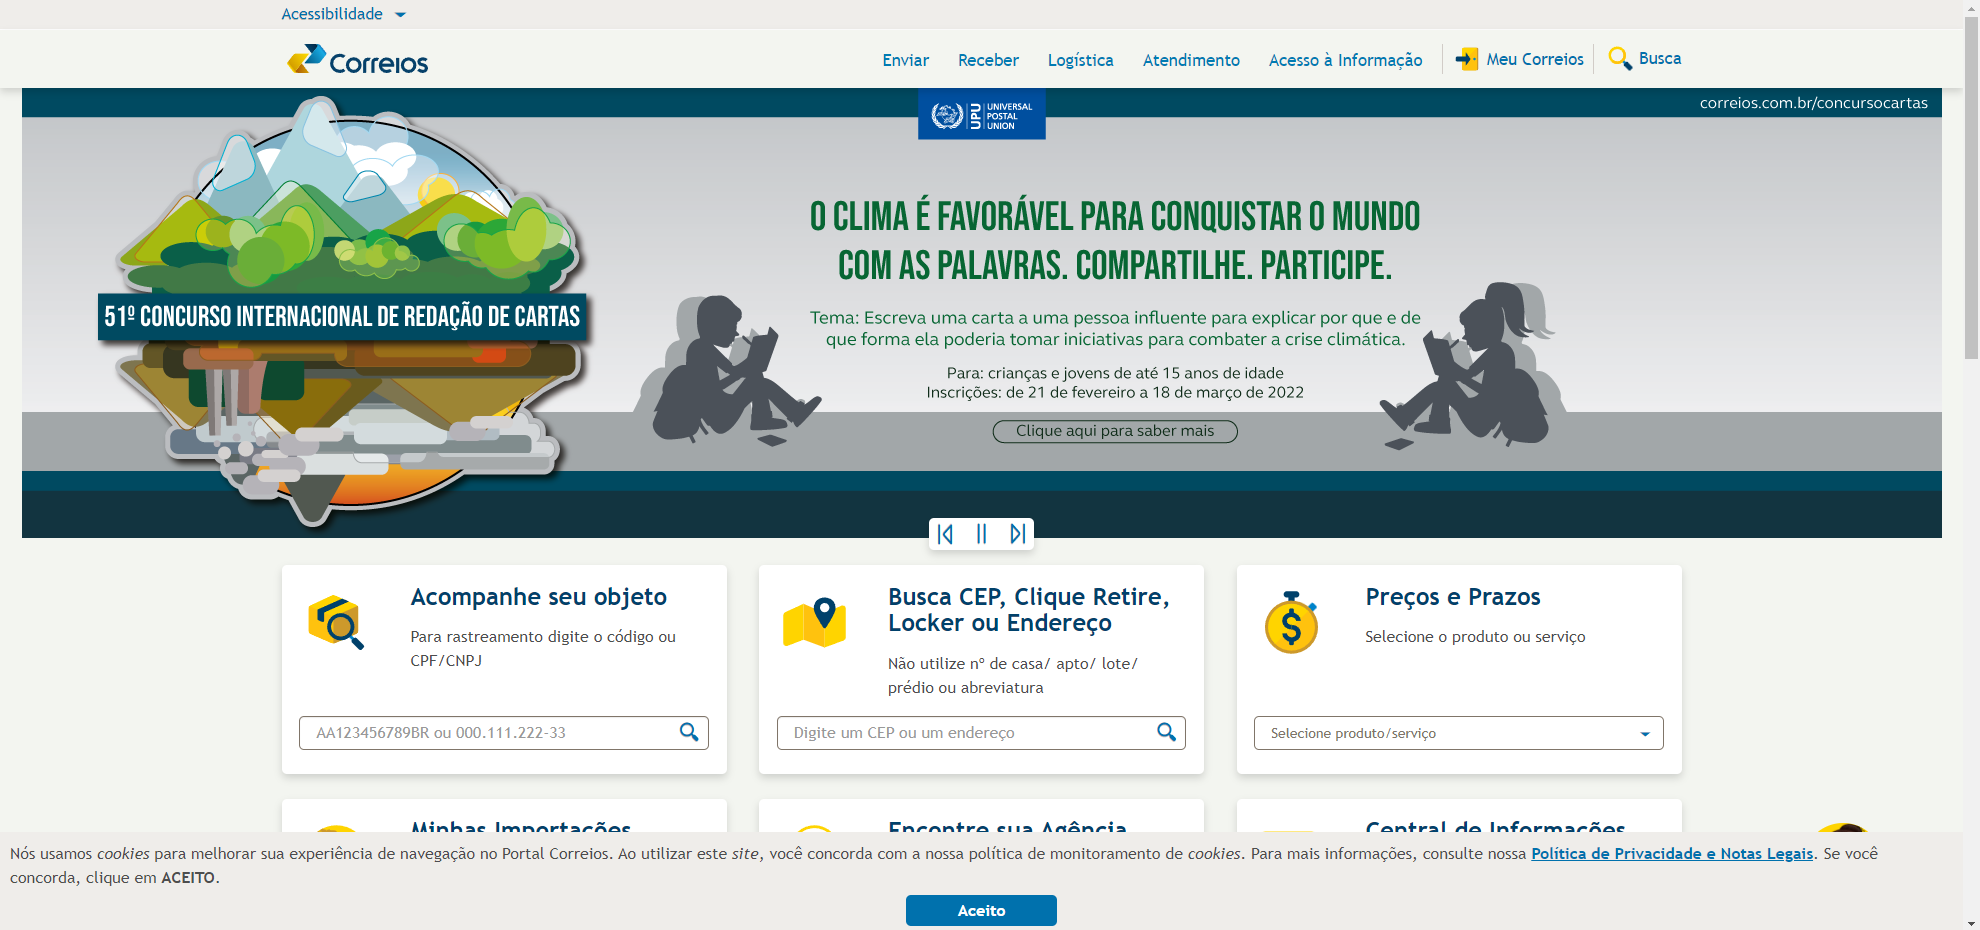 Acessibilidade
Correios
Enviar
Receber
Logística
Atendimento
Acesso à Informação
Meu Correios
Busca
UPU
UNIVERSAL
POSTAL
UNION
correios.com.br/concursocartas
51º CONCURSO INTERNACIONAL DE REDAÇÃO DE CARTAS
O CLIMA É FAVORÁVEL PARA CONQUISTAR O MUNDO
COM AS PALAVRAS. COMPARTILHE. PARTICIPE.
Tema: Escreva uma carta a uma pessoa influente para explicar por que e de
que forma ela poderia tomar iniciativas para combater a crise climática.
Para: crianças e jovens de até 15 anos de idade
Inscrições: de 21 de fevereiro a 18 de março de 2022
Clique aqui para saber mais
Acompanhe seu objeto
Para rastreamento digite o código ou
CPF/CNPJ
AA123456789BR ou 000.111.222-33
Busca CEP, Clique Retire,
Locker ou Endereço
Não utilize nº de casa/ apto/ lote/
prédio ou abreviatura
Digite um CEP ou um endereço
Preços e Prazos
Selecione o produto ou serviço
Selecione produto/serviço
Minhas Importações
Encontre sua Agência
Central de Informações
Nós usamos cookies para melhorar sua experiência de navegação no Portal Correios. Ao utilizar este site, você concorda com a nossa política de monitoramento de cookies. Para mais informações, consulte nossa Política de Privacidade e Notas Legais. Se você
concorda, clique em ACEITO.
Aceito